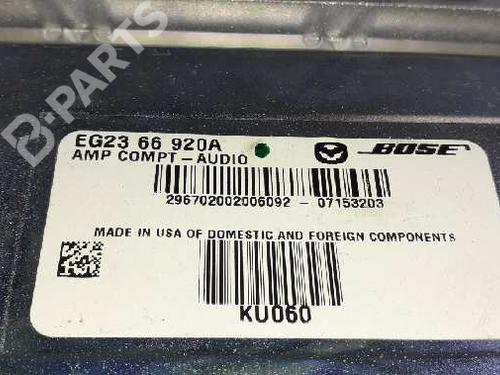 B-PARTS
EG23 66 920A
AMP COMPT-AUDIO
BOSE
296702002006092 - 07153203
MADE IN USA OF DOMESTIC AND FOREIGN COMPONENTS
KU060